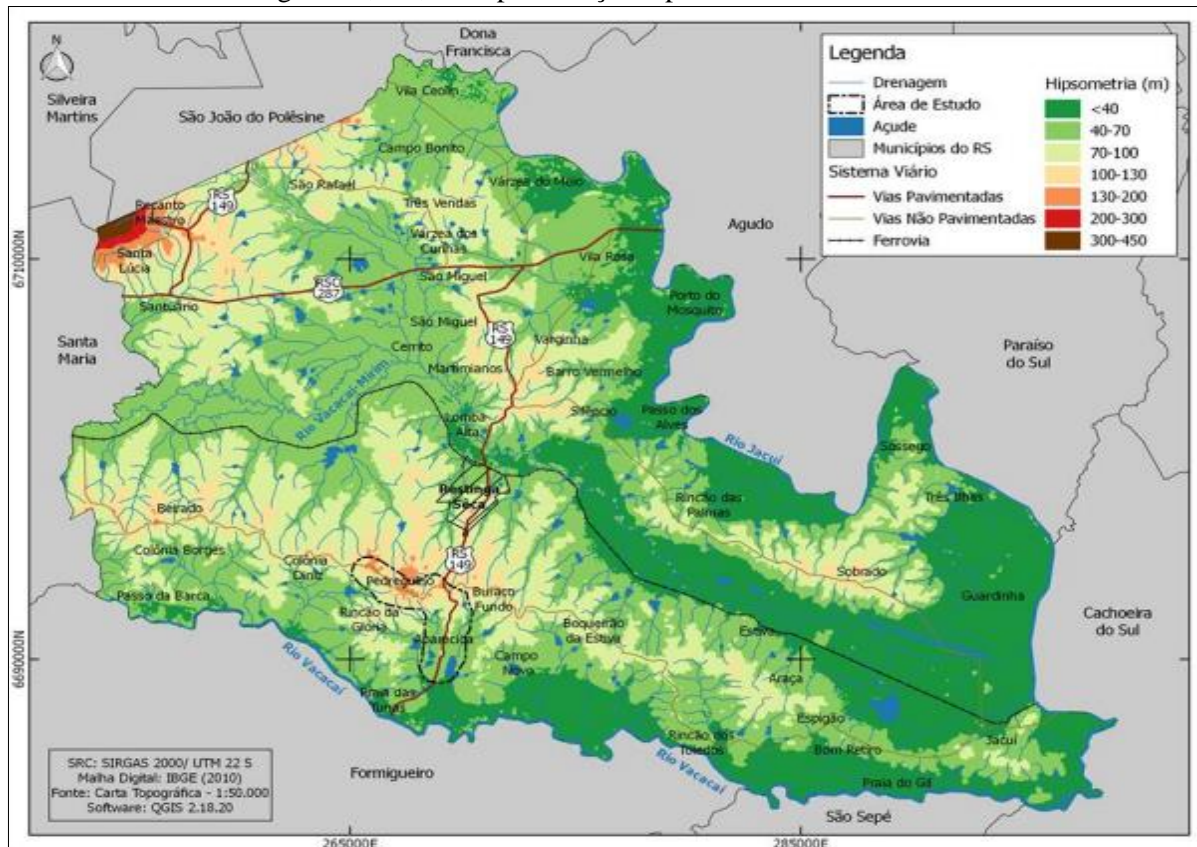 Dona
Francisca
N
Silveira
Martins
São João do Polêsine
Vila Ceolin
Campo Bonito
São Rafael
Várzea do Meio
Três Vendas
Recanto
Maestro
RS
149
Várzea dos
Cunhas
Agudo
Santa
Lúcia
São Miguel
Vila Rosa
6710000N
RSC
287
Santuário
Porto do
Mosquito
Santa
Maria
São Miguel
RS
149
Varginha
Cerrito
Martimianos
Barro Vermelho
Paraíso
do Sul
Rio Vacacaí-Mirim
Lomba
Alta
Passo dos
Alves
Rio Jacuí
Sossego
Restinga
Sêca
Rincão das
Palmas
Três Ilhas
Beirado
Colônia Borges
Colônia
Diniz
RS
149
Pedregulho
Sobrado
Guardinha
Passo da Barca
Rincão da
Glória
Buraco
Fundo
Aparecida
Boqueirão
da Estiva
Estiva
Cachoeira
do Sul
6690000N
Rio Vacacaí
Campo
Novo
Araçá
Praia das
Tunas
Espigão
Rincão dos
Toledos
Bom Retiro
Jacuí
Rio Vacacaí
Praia do Gil
Formigueiro
São Sepé
265000E
285000E
Legenda
Drenagem
Área de Estudo
Açude
Municípios do RS
Sistema Viário
Vias Pavimentadas
Vias Não Pavimentadas
Ferrovia
Hipsometria (m)
<40
40-70
70-100
100-130
130-200
200-300
300-450
SRC: SIRGAS 2000/ UTM 22 S
Malha Digital: IBGE (2010)
Fonte: Carta Topográfica - 1:50.000
Software: QGIS 2.18.20